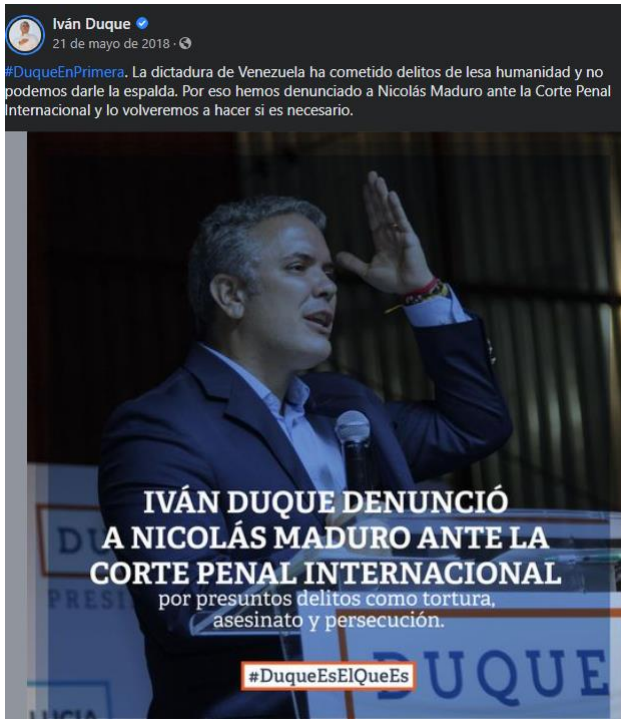 Iván Duque
21 de mayo de 2018 ·
#DuqueEnPrimera. La dictadura de Venezuela ha cometido delitos de lesa humanidad y no
podemos darle la espalda. Por eso hemos denunciado a Nicolás Maduro ante la Corte Penal
Internacional y lo volveremos a hacer si es necesario.
IVÁN DUQUE DENUNCIÓ
A NICOLÁS MADURO ANTE LA
CORTE PENAL INTERNACIONAL
por presuntos delitos como tortura,
asesinato y persecución.
#DuqueEsElQueEs
DU
PRESI
DUQUE
LUCIA